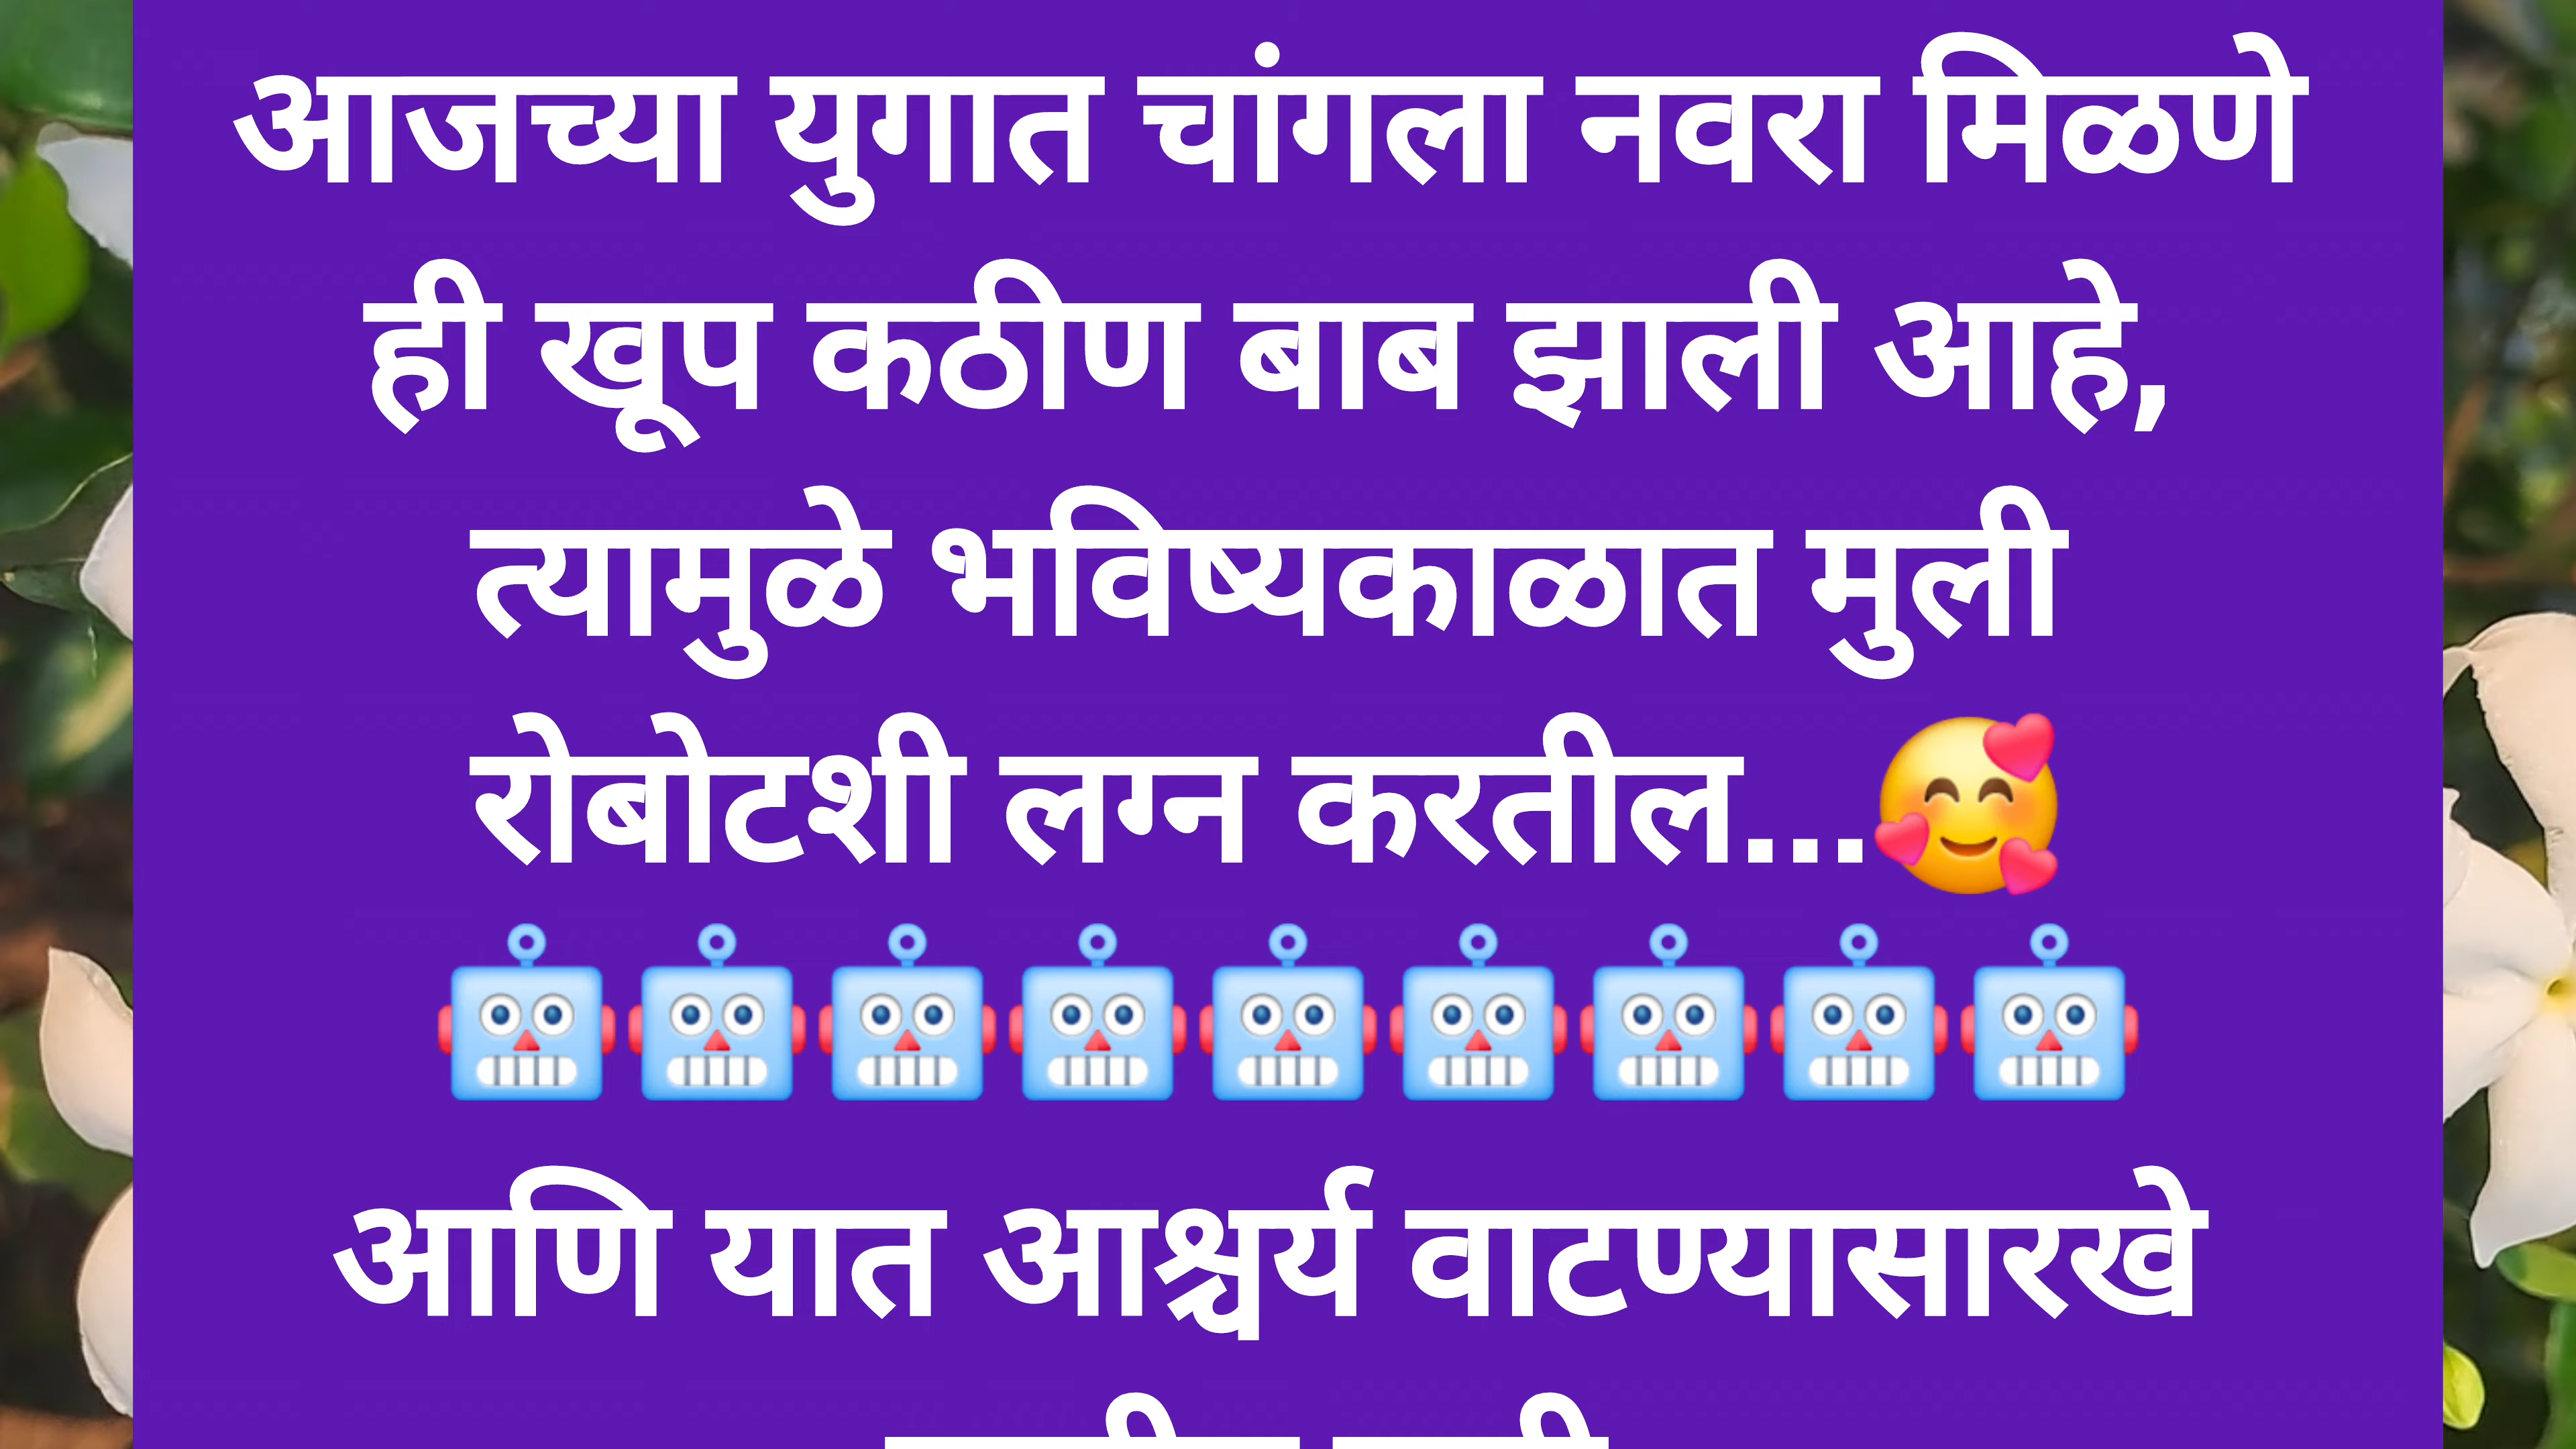 आजच्या युगात चांगला नवरा मिळणे
ही खूप कठीण बाब झाली आहे,
त्यामुळे भविष्यकाळात मुली
रोबोटशी लग्न करतील...🥰
🤖🤖🤖🤖🤖🤖🤖🤖🤖
आणि यात आश्चर्य वाटण्यासारखे